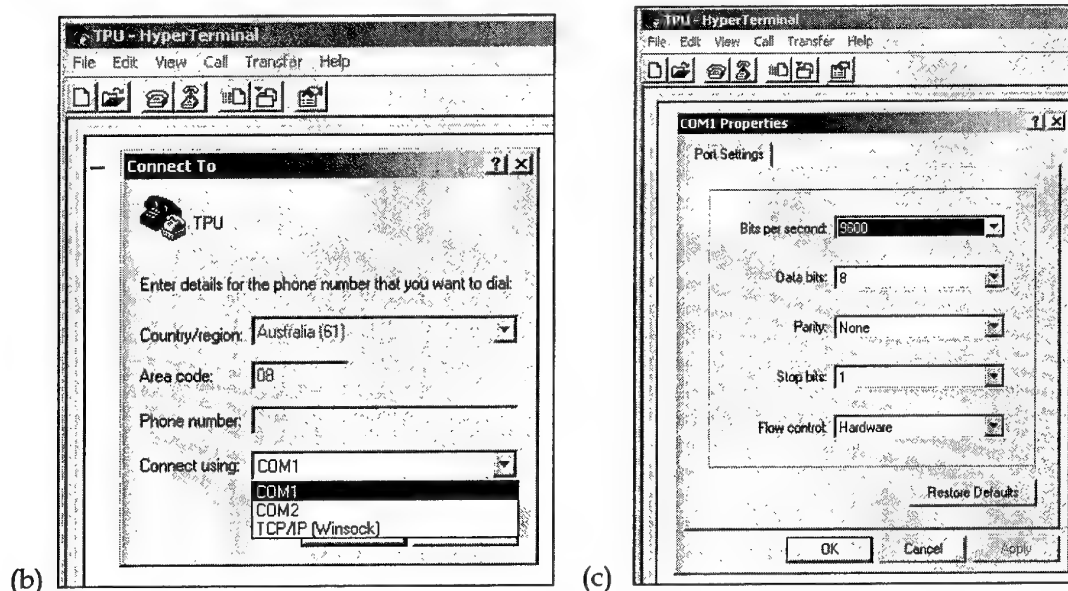 TPU - HyperTerminal
File Edit View Call Transfer Help
Connect To
? ×
TPU
Enter details for the phone number that you want to dial:
Country/region: Australia (61)
Area code: 08
Phone number:
Connect using: COM1
COM1
COM2
TCP/IP (Winsock)
(b)
TPU - HyperTerminal
File Edit View Call Transfer Help
COM1 Properties
? ×
Port Settings
Bits per second: 9600
Data bits: 8
Parity: None
Stop bits: 1
Flow control: Hardware
Restore Defaults
OK Cancel Apply
(c)